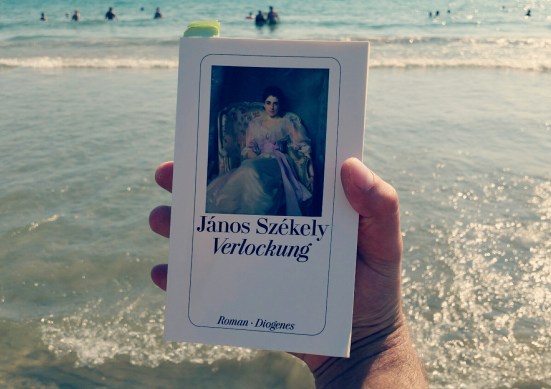 János Székely
Verlockung
Roman · Diogenes